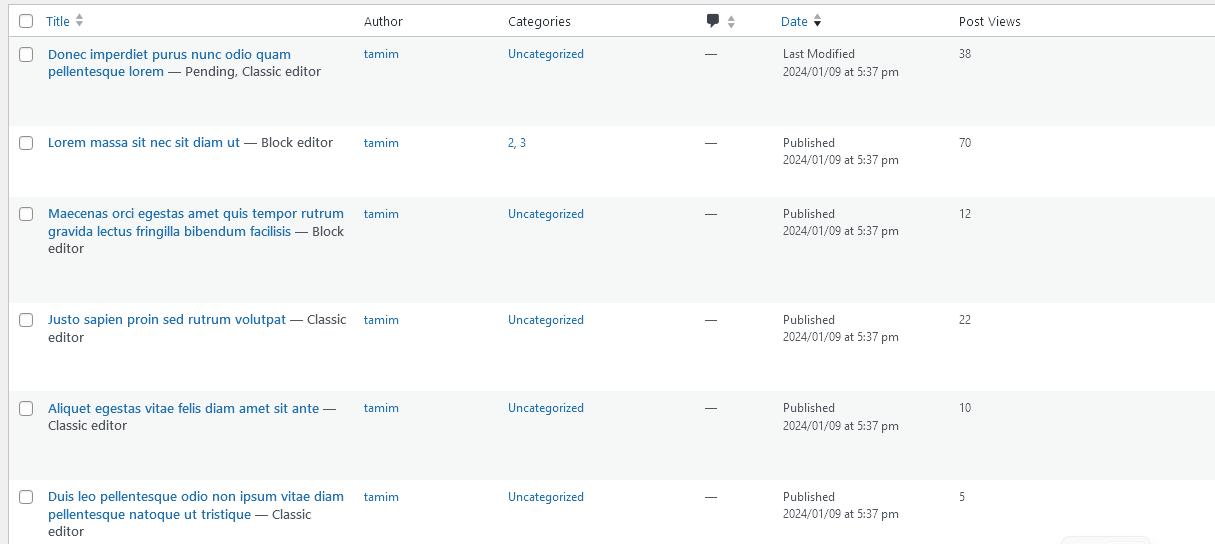 Title Author Categories Date Post Views
Donec imperdiet purus nunc odio quam tamim Uncategorized — Last Modified 38
pellentesque lorem — Pending, Classic editor 2024/01/09 at 5:37 pm
Lorem massa sit nec sit diam ut — Block editor tamim 2, 3 — Published 70
2024/01/09 at 5:37 pm
Maecenas orci egestas amet quis tempor rutrum tamim Uncategorized — Published 12
gravida lectus fringilla bibendum facilisis — Block 2024/01/09 at 5:37 pm
editor
Justo sapien proin sed rutrum volutpat — Classic tamim Uncategorized — Published 22
editor 2024/01/09 at 5:37 pm
Aliquet egestas vitae felis diam amet sit ante — tamim Uncategorized — Published 10
Classic editor 2024/01/09 at 5:37 pm
Duis leo pellentesque odio non ipsum vitae diam tamim Uncategorized — Published 5
pellentesque natoque ut tristique — Classic 2024/01/09 at 5:37 pm
editor